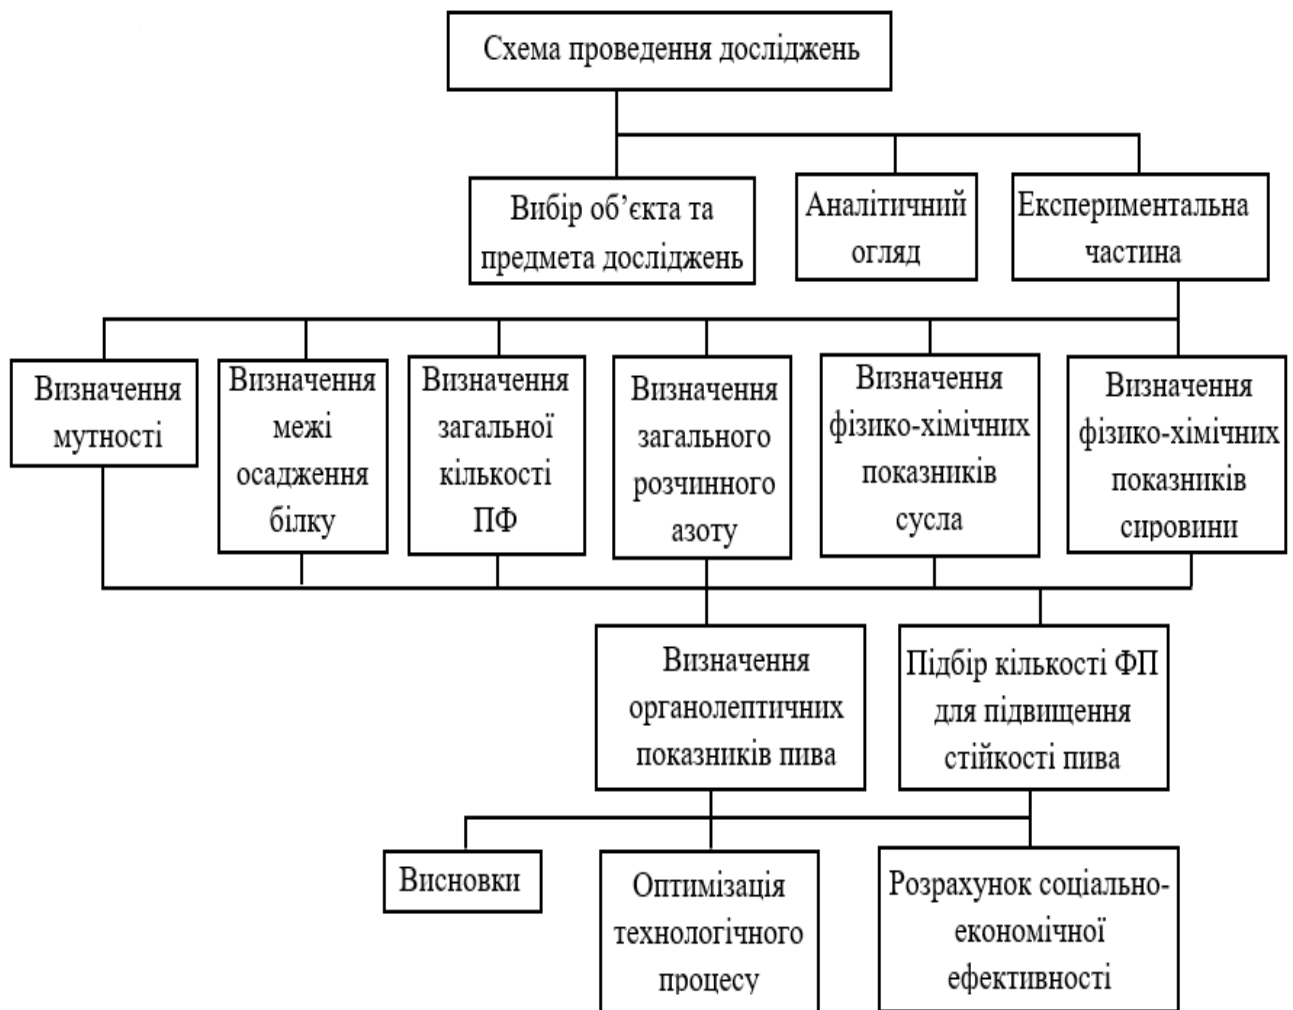 Схема проведення досліджень
Вибір об’єкта та
предмета досліджень
Аналітичний
огляд
Експериментальна
частина
Визначення
мутності
Визначення
межі
осадження
білку
Визначення
загальної
кількості
ПФ
Визначення
загального
розчинного
азоту
Визначення
фізико-хімічних
показників
сусла
Визначення
фізико-хімічних
показників
сировини
Визначення
органолептичних
показників пива
Підбір кількості ФП
для підвищення
стійкості пива
Висновки
Оптимізація
технологічного
процесу
Розрахунок соціально-
економічної
ефективності